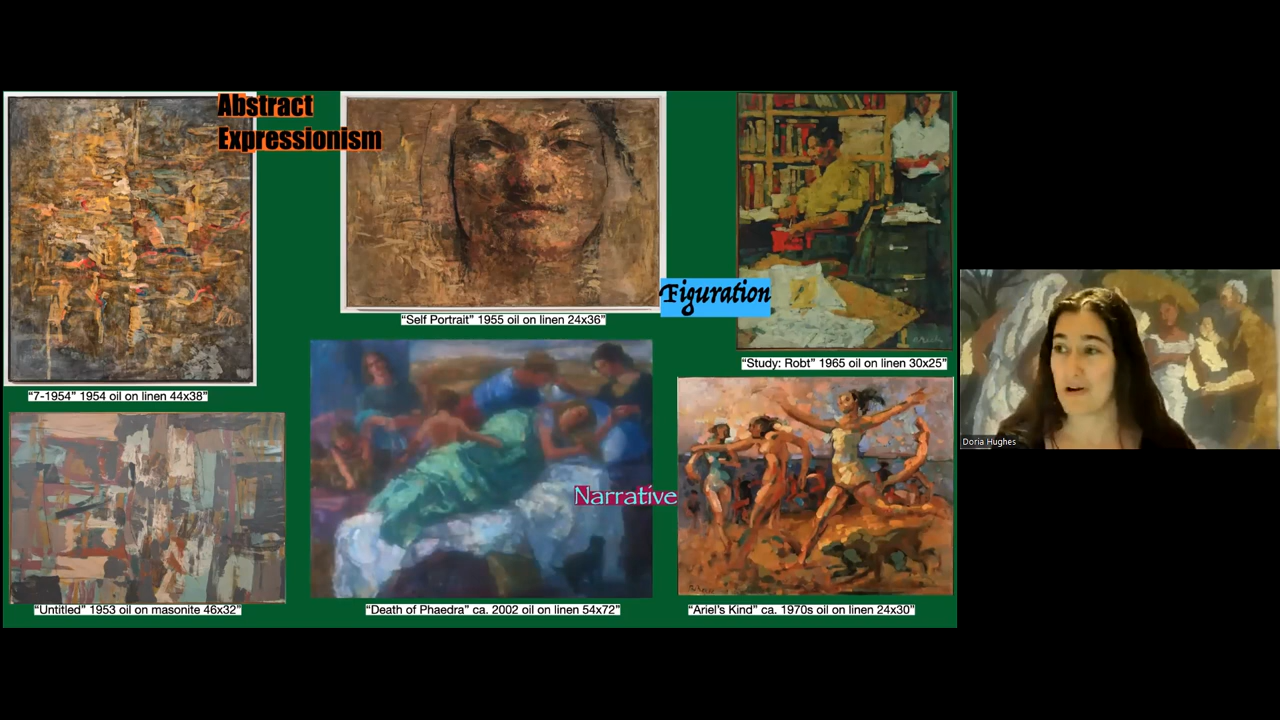 Abstract
Expressionism
"Self Portrait" 1955 oil on linen 24x36"
Figuration
"Study: Robt" 1965 oil on linen 30x25"
"7-1954" 1954 oil on linen 44x38"
Narrative
"Untitled" 1953 oil on masonite 46x32"
"Death of Phaedra" ca. 2002 oil on linen 54x72"
"Ariel's Kind" ca. 1970s oil on linen 24x30"
Doria Hughes